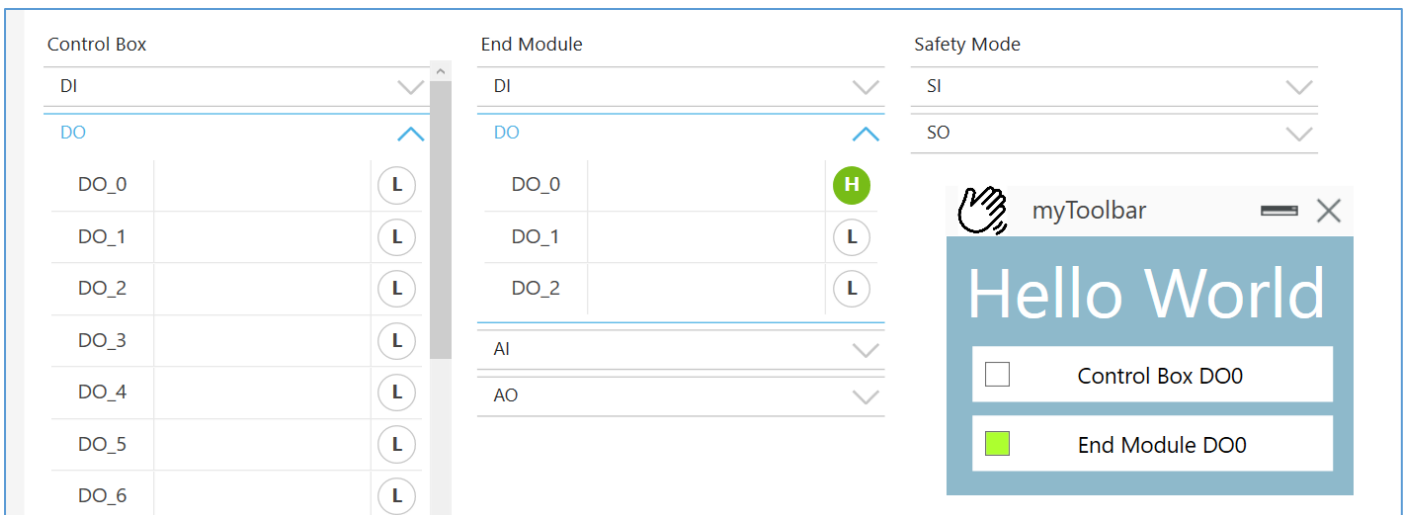 Control Box
DI
DO
DO_0 L
DO_1 L
DO_2 L
DO_3 L
DO_4 L
DO_5 L
DO_6 L
End Module
DI
DO
DO_0 H
DO_1 L
DO_2 L
AI
AO
Safety Mode
SI
SO
myToolbar
Hello World
Control Box DO0
End Module DO0